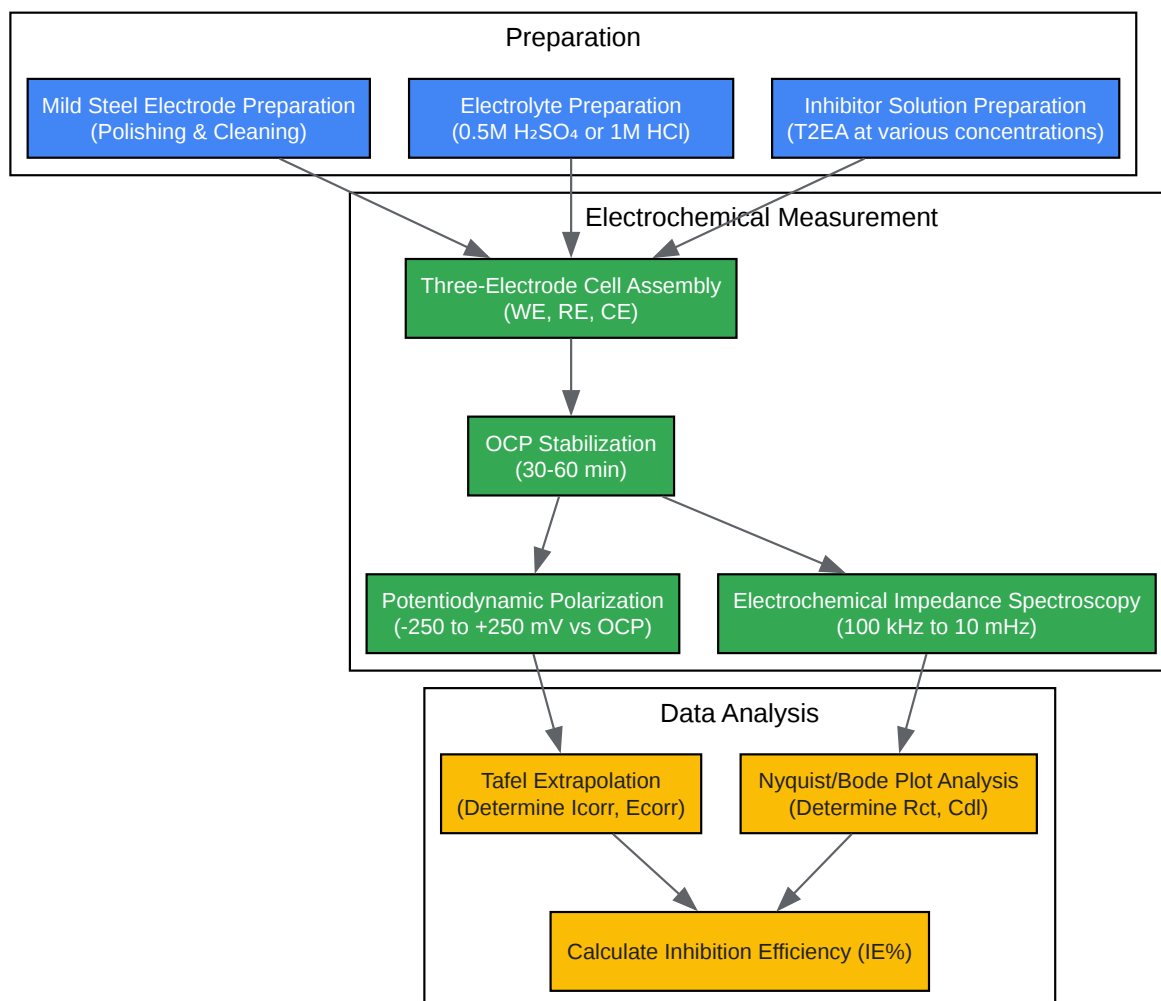 Preparation
Mild Steel Electrode Preparation
(Polishing & Cleaning)
Electrolyte Preparation
(0.5M H₂SO₄ or 1M HCl)
Inhibitor Solution Preparation
(T2EA at various concentrations)
Electrochemical Measurement
Three-Electrode Cell Assembly
(WE, RE, CE)
OCP Stabilization
(30-60 min)
Potentiodynamic Polarization
(-250 to +250 mV vs OCP)
Electrochemical Impedance Spectroscopy
(100 kHz to 10 mHz)
Data Analysis
Tafel Extrapolation
(Determine Icorr, Ecorr)
Nyquist/Bode Plot Analysis
(Determine Rct, Cdl)
Calculate Inhibition Efficiency (IE%)